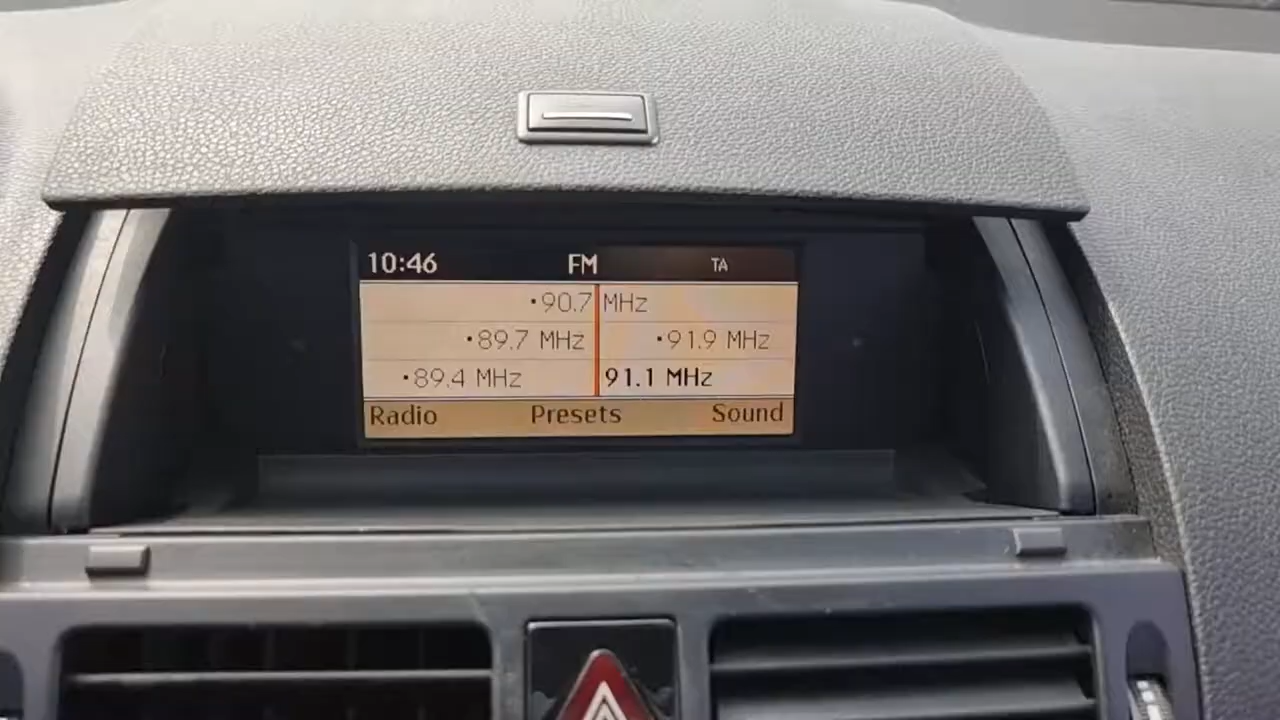 10:46 FM TA
•90.7 MHz
•89.7 MHz •91.9 MHz
•89.4 MHz 91.1 MHz
Radio Presets Sound